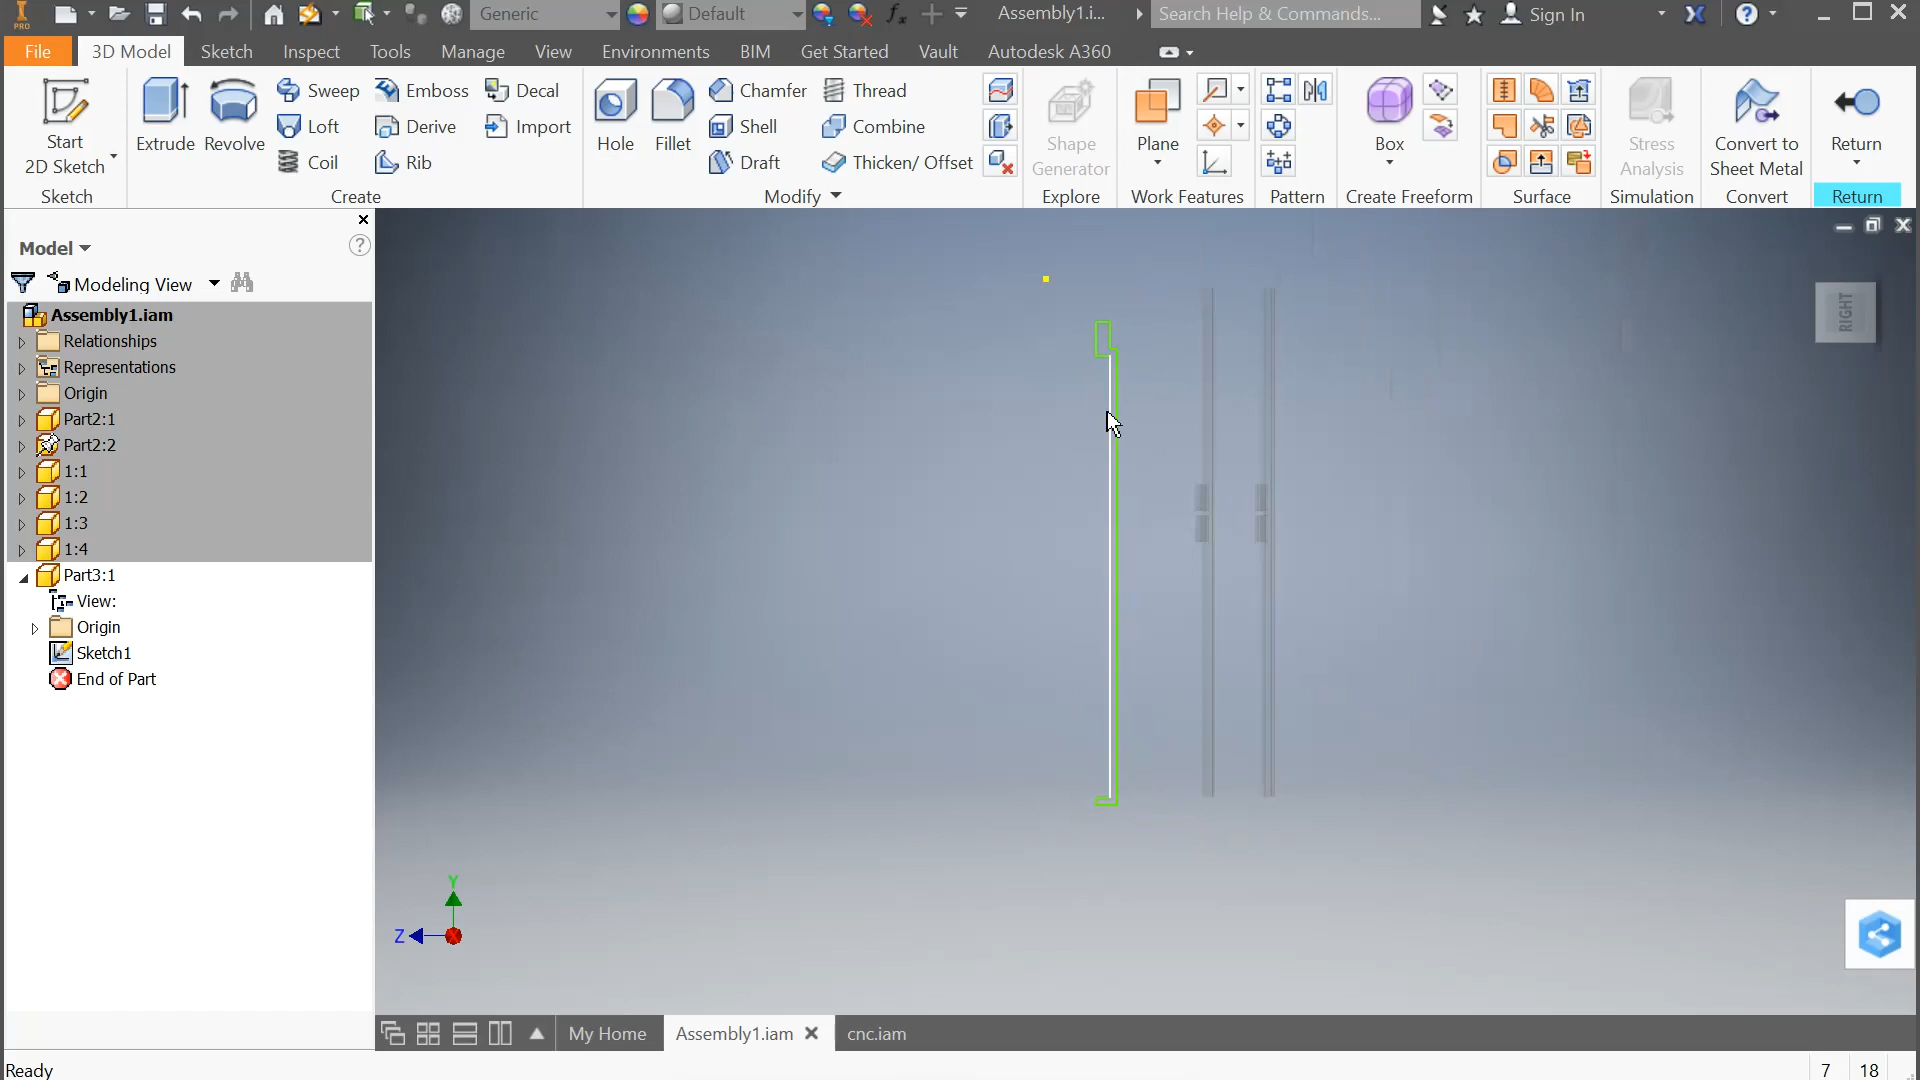 PRO
Generic
Default
Assembly1.i...
Search Help & Commands...
Sign In
File
3D Model
Sketch
Inspect
Tools
Manage
View
Environments
BIM
Get Started
Vault
Autodesk A360
Start
2D Sketch
Sketch
Extrude
Revolve
Sweep
Loft
Coil
Emboss
Derive
Rib
Decal
Import
Create
Hole
Fillet
Chamfer
Shell
Draft
Thread
Combine
Thicken/ Offset
Modify
Shape
Generator
Explore
Plane
Work Features
Pattern
Box
Create Freeform
Surface
Stress
Analysis
Simulation
Convert to
Sheet Metal
Convert
Return
Return
Model
Modeling View
Assembly1.iam
Relationships
Representations
Origin
Part2:1
Part2:2
1:1
1:2
1:3
1:4
Part3:1
View:
Origin
Sketch1
End of Part
RIGHT
Y
Z
My Home
Assembly1.iam
cnc.iam
Ready
7
18